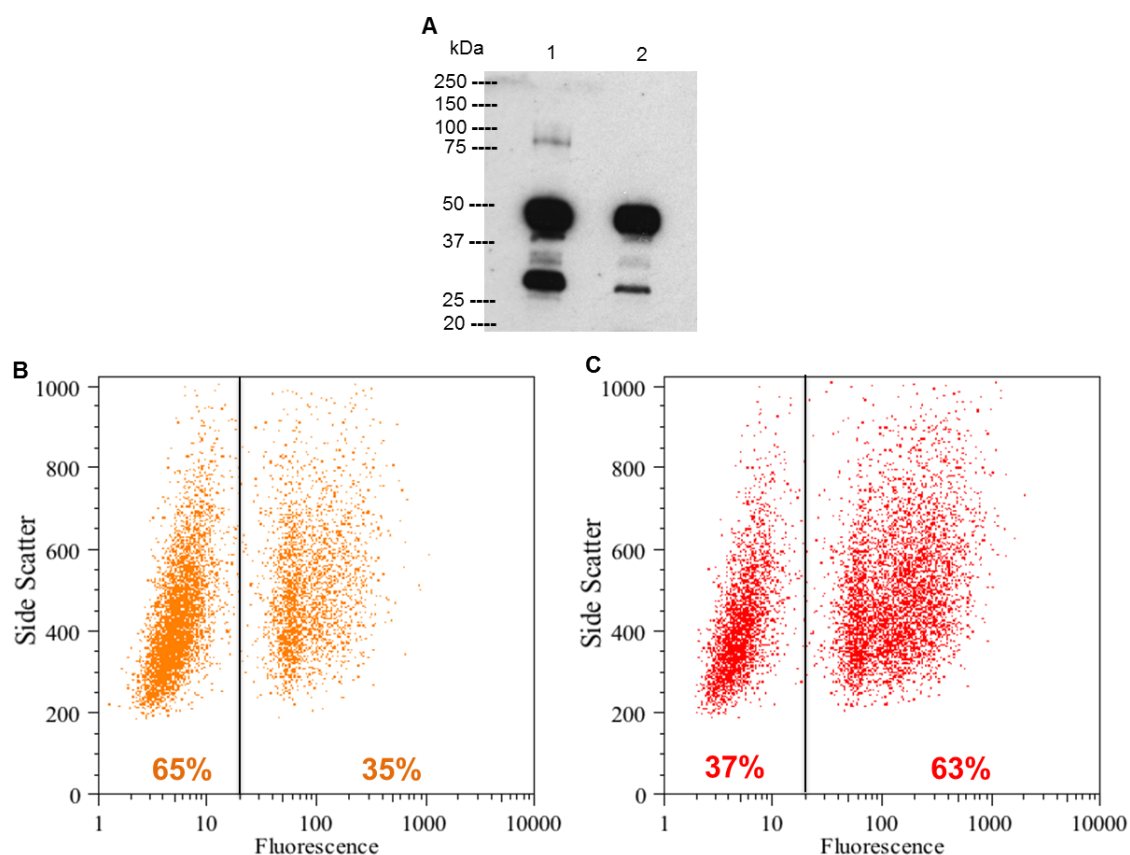 A
kDa 1 2
250 ----
150 ----
100 ----
75 ----
50 ----
37 ----
25 ----
20 ----
B
1000
800
600
400
200
0
Side Scatter
65% 35%
1 10 100 1000 10000
Fluorescence
C
1000
800
600
400
200
0
Side Scatter
37% 63%
1 10 100 1000 10000
Fluorescence